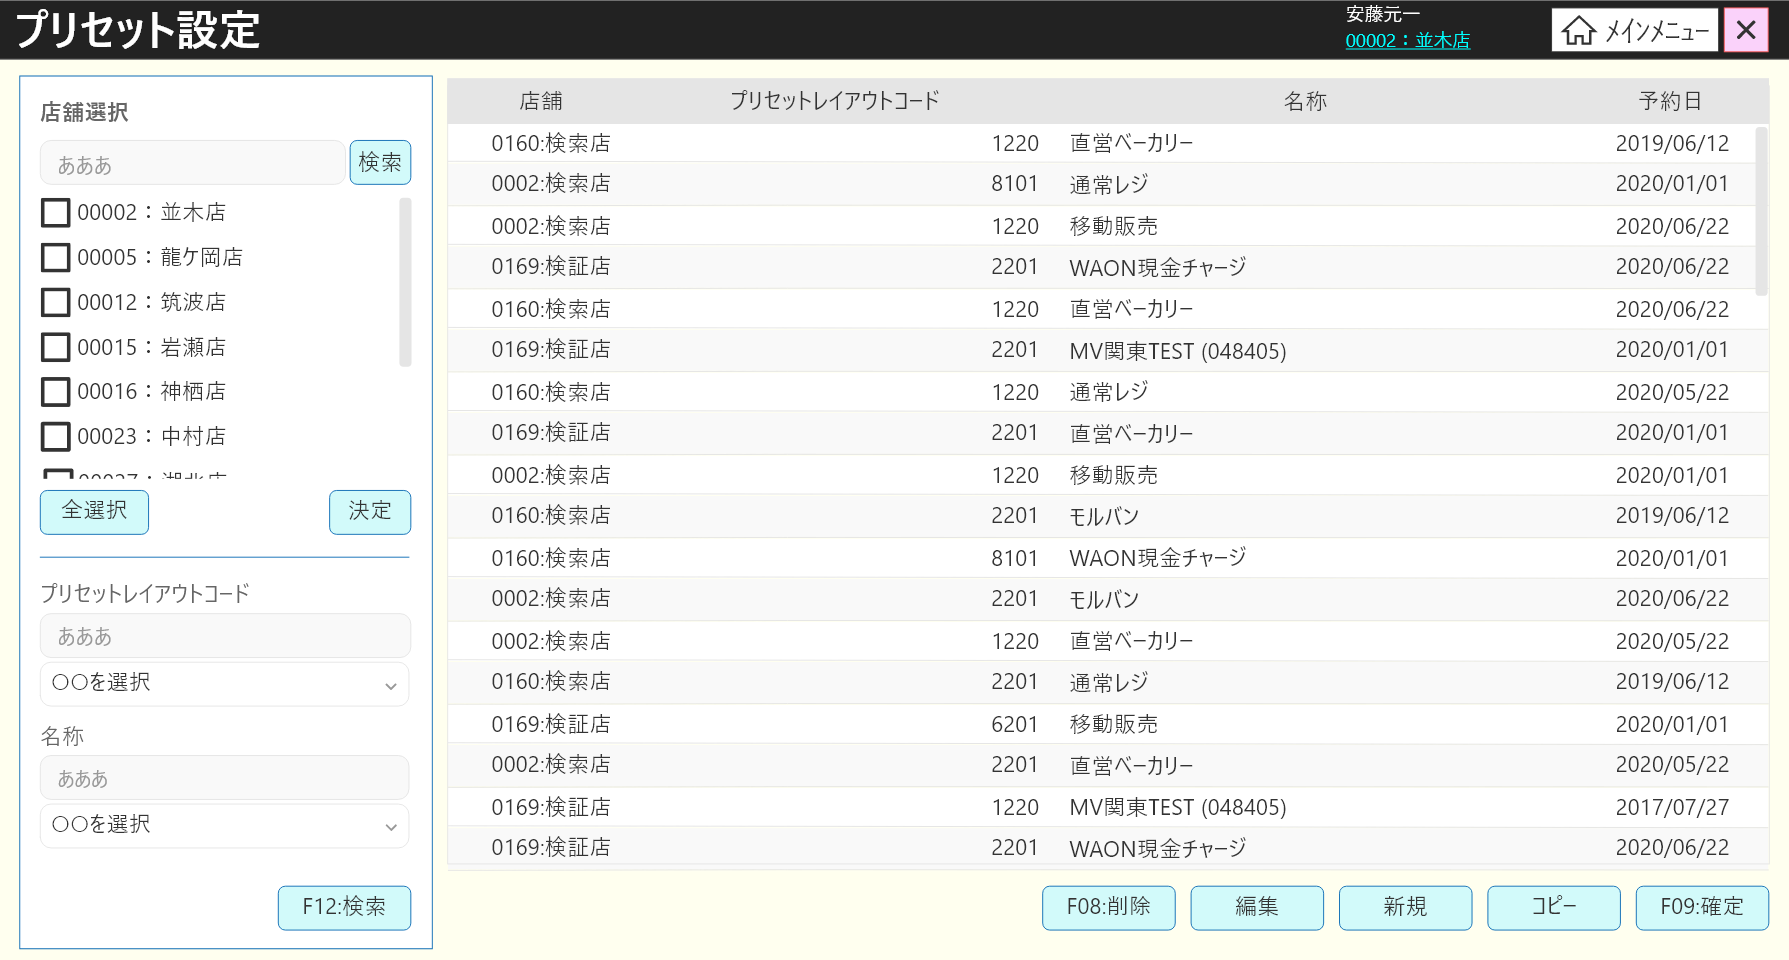 プリセット設定
安藤元一
00002：並木店
メインメニュー
店舗選択
あああ
検索
00002：並木店
00005：龍ケ岡店
00012：筑波店
00015：岩瀬店
00016：神栖店
00023：中村店
00027：湖北店
全選択
決定
プリセットレイアウトコード
あああ
〇〇を選択
名称
あああ
〇〇を選択
F12:検索
店舗 プリセットレイアウトコード 名称 予約日
0160:検索店 1220 直営ベーカリー 2019/06/12
0002:検索店 8101 通常レジ 2020/01/01
0002:検索店 1220 移動販売 2020/06/22
0169:検証店 2201 WAON現金チャージ 2020/06/22
0160:検索店 1220 直営ベーカリー 2020/06/22
0169:検証店 2201 MV関東TEST (048405) 2020/01/01
0160:検索店 1220 通常レジ 2020/05/22
0169:検証店 2201 直営ベーカリー 2020/01/01
0002:検索店 1220 移動販売 2020/01/01
0160:検索店 2201 モルバン 2019/06/12
0160:検索店 8101 WAON現金チャージ 2020/01/01
0002:検索店 2201 モルバン 2020/06/22
0002:検索店 1220 直営ベーカリー 2020/05/22
0160:検索店 2201 通常レジ 2019/06/12
0169:検証店 6201 移動販売 2020/01/01
0002:検索店 2201 直営ベーカリー 2020/05/22
0169:検証店 1220 MV関東TEST (048405) 2017/07/27
0169:検証店 2201 WAON現金チャージ 2020/06/22
F08:削除
編集
新規
コピー
F09:確定